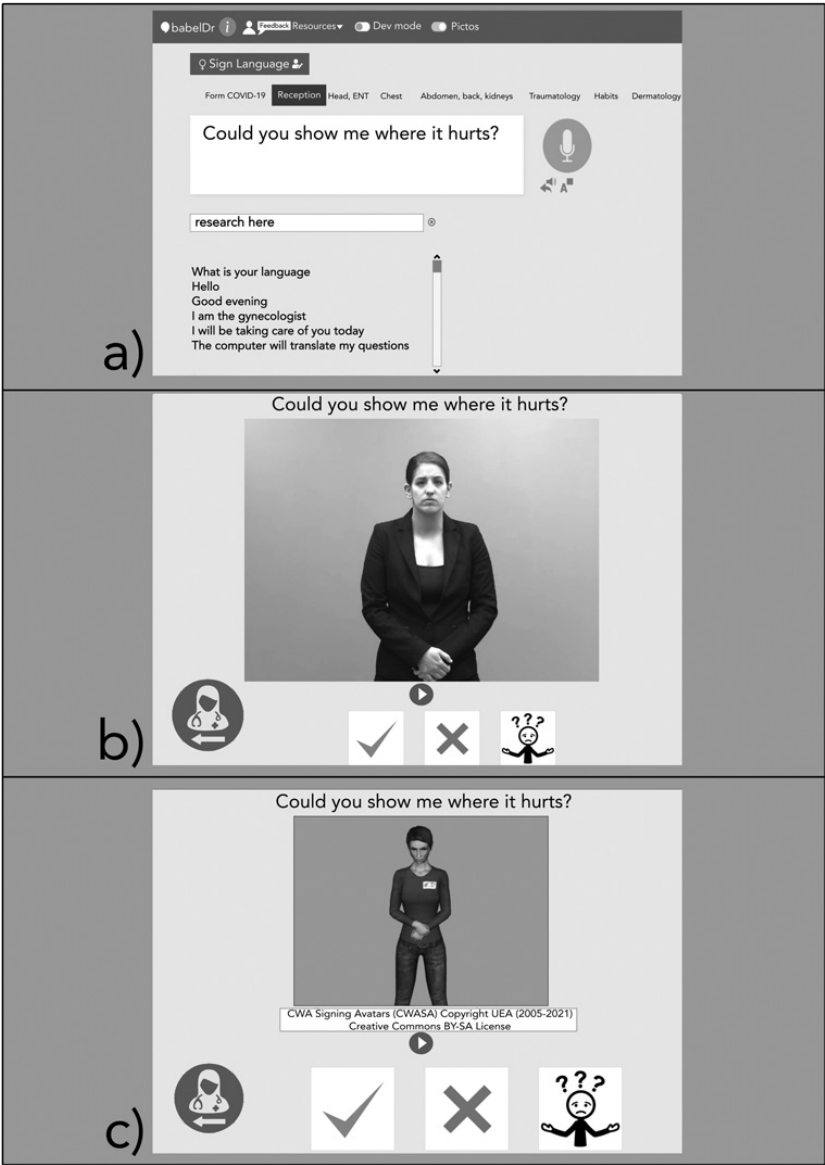 babelDr i Feedback Resources▾ Dev mode Pictos
Sign Language
Form COVID-19 Reception Head, ENT Chest Abdomen, back, kidneys Traumatology Habits Dermatology
Could you show me where it hurts?
A
research here
What is your language
Hello
Good evening
I am the gynecologist
I will be taking care of you today
The computer will translate my questions
a)
Could you show me where it hurts?
???
b)
Could you show me where it hurts?
CWA Signing Avatars (CWASA) Copyright UEA (2005-2021)
Creative Commons BY-SA License
???
c)